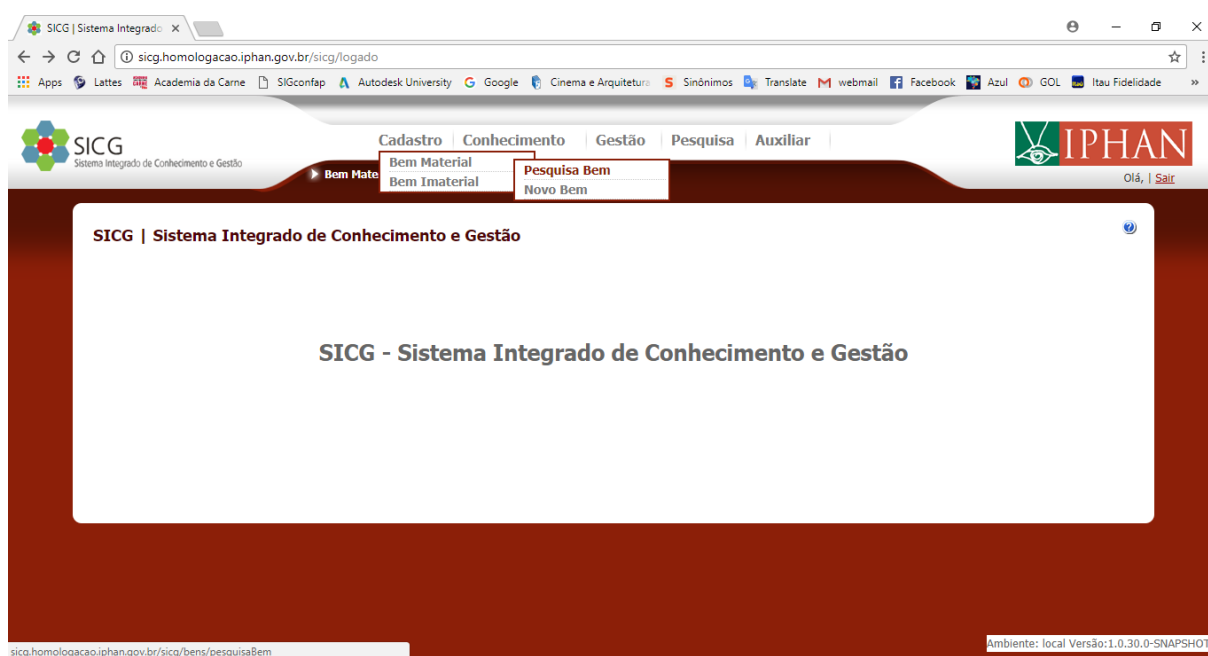 SICG | Sistema Integrado
sicg.homologacao.iphan.gov.br/sicg/logado
Apps Lattes Academia da Carne SIGconfap Autodesk University Google Cinema e Arquitetura Sinônimos Translate webmail Facebook Azul GOL Itau Fidelidade »
SICG
Sistema Integrado de Conhecimento e Gestão
Cadastro Conhecimento Gestão Pesquisa Auxiliar
IPHAN
Bem Mate
Bem Material
Bem Imaterial
Pesquisa Bem
Novo Bem
Olá, | Sair
SICG | Sistema Integrado de Conhecimento e Gestão
SICG - Sistema Integrado de Conhecimento e Gestão
sicg.homologacao.iphan.gov.br/sicg/bens/pesquisaBem
Ambiente: local Versão:1.0.30.0-SNAPSHOT